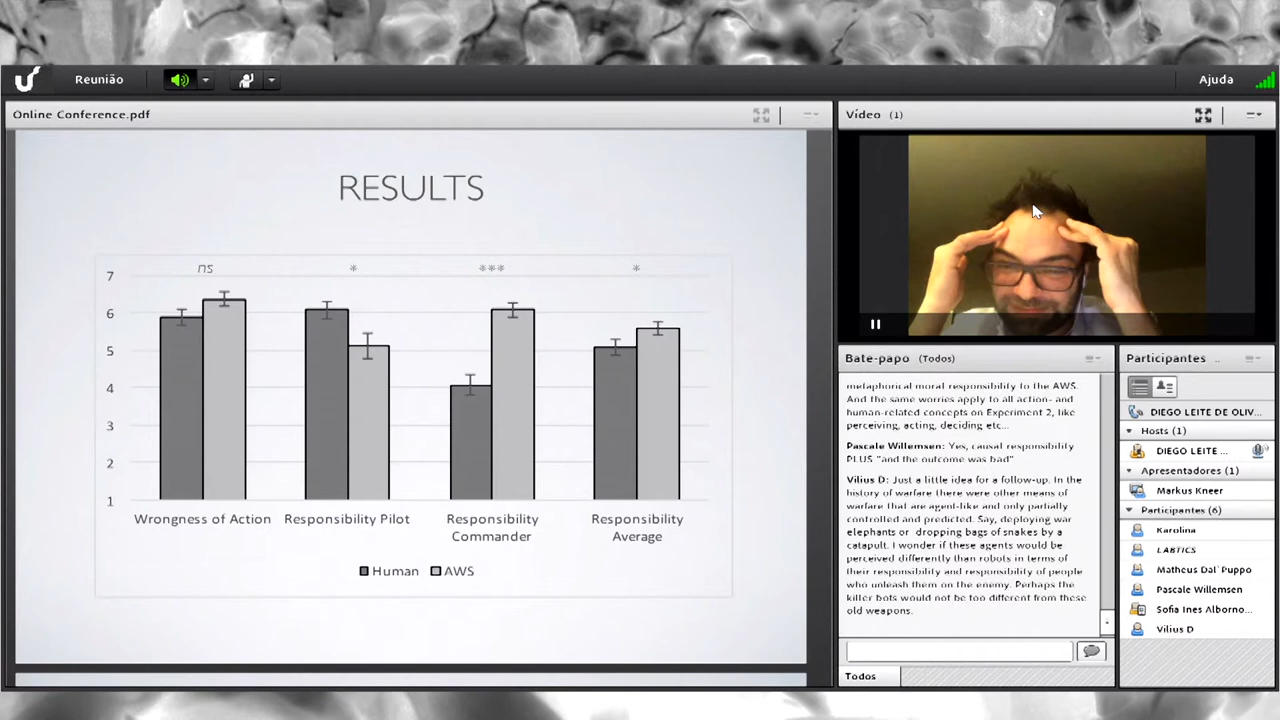 Reunião
Ajuda
Online Conference.pdf
RESULTS
ns * *** *
7
6
5
4
3
2
1
Wrongness of Action
Responsibility Pilot
Responsibility
Commander
Responsibility
Average
Human AWS
Vídeo (1)
Bate-papo (Todos)
metaphorical moral responsibility to the AWS.
And the same worries apply to all action- and
human-related concepts on Experiment 2, like
perceiving, acting, deciding etc...
Pascale Willemsen: Yes, causal responsibility
PLUS "and the outcome was bad"
Vilius D: Just a little idea for a follow-up. In the
history of warfare there were other means of
warfare that are agent-like and only partially
controlled and predicted. Say, deploying war
elephants or dropping bags of snakes by a
catapult. I wonder if these agents would be
perceived differently than robots in terms of
their responsibility and responsibility of people
who unleash them on the enemy. Perhaps the
killer bots would not be too different from these
old weapons.
Todos
Participantes ..
DIEGO LEITE DE OLIV...
Hosts (1)
DIEGO LEITE ...
Apresentadores (1)
Markus Kneer
Participantes (6)
Karolina
LABTICS
Matheus Dal`Puppo
Pascale Willemsen
Sofia Ines Alborno...
Vilius D